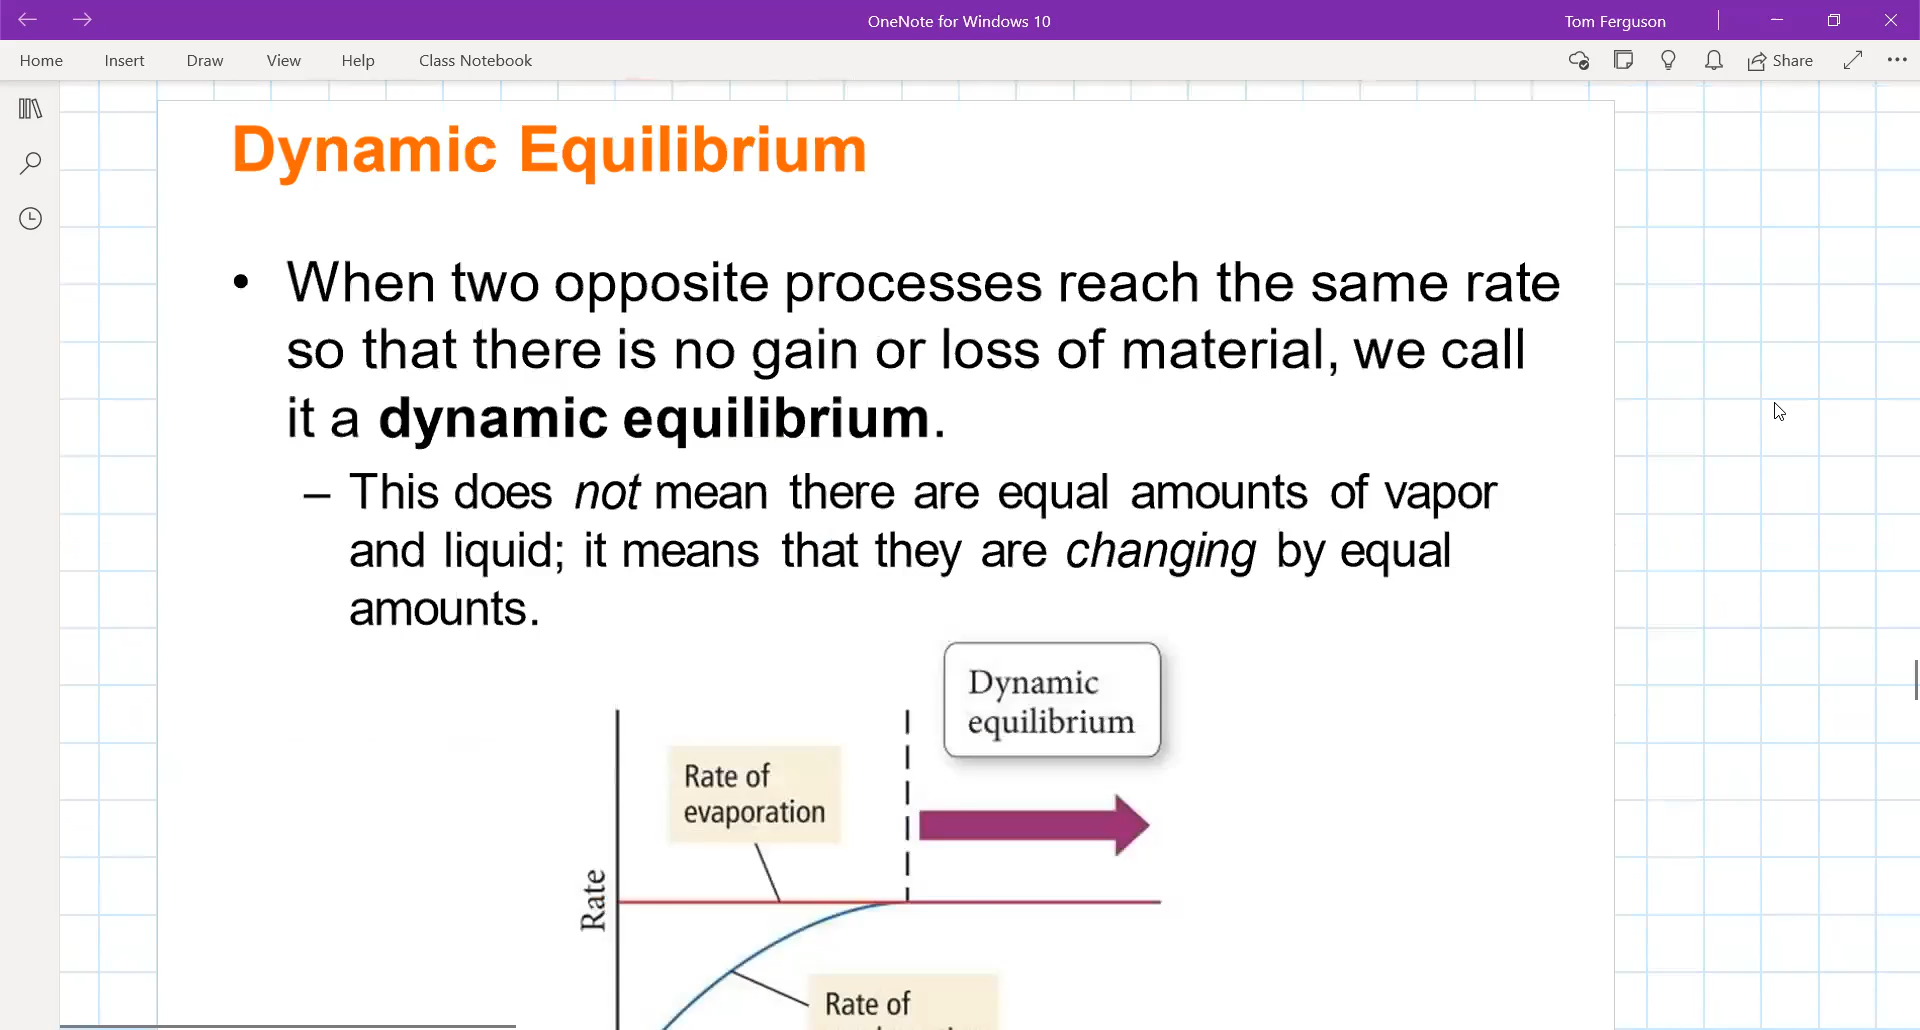 OneNote for Windows 10
Tom Ferguson
Home Insert Draw View Help Class Notebook
Share
Dynamic Equilibrium
• When two opposite processes reach the same rate
so that there is no gain or loss of material, we call
it a dynamic equilibrium.
– This does not mean there are equal amounts of vapor
and liquid; it means that they are changing by equal
amounts.
Dynamic
equilibrium
Rate of
evaporation
Rate
Rate of